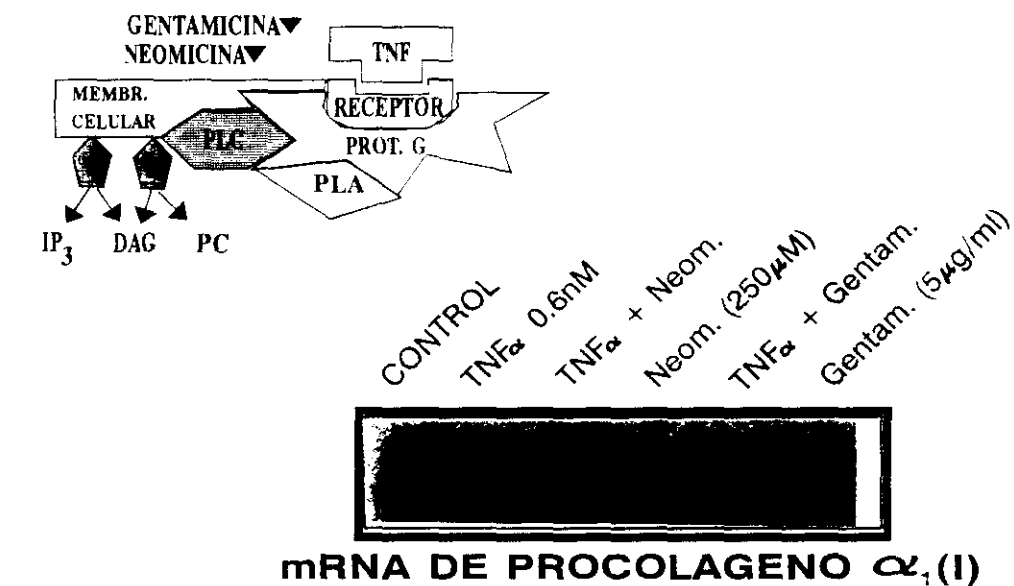 GENTAMICINA▼
NEOMICINA▼
TNF
MEMBR.
CELULAR
RECEPTOR
PLC
PROT. G
PLA
IP3 DAG PC
CONTROL
TNFα 0.6nM
TNFα + Neom.
Neom. (250μM)
TNFα + Gentam.
Gentam. (5μg/ml)
mRNA DE PROCOLAGENO α1(I)